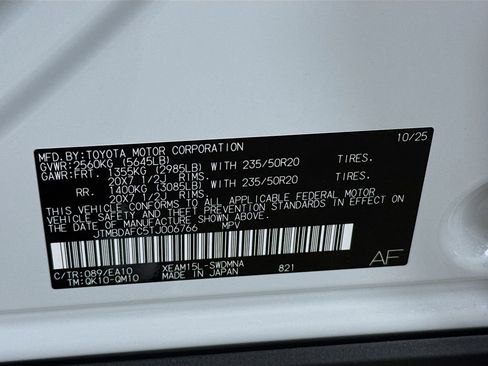 MFD.BY:TOYOTA MOTOR CORPORATION 10/25
GVWR:2560KG (5645LB)
GAWR:FRT. 1355KG (2985LB) WITH 235/50R20 TIRES.
20X7 1/2J RIMS.
RR. 1400KG (3085LB) WITH 235/50R20 TIRES.
20X7 1/2J RIMS.
THIS VEHICLE CONFORMS TO ALL APPLICABLE FEDERAL MOTOR
VEHICLE SAFETY AND THEFT PREVENTION STANDARDS IN EFFECT ON
THE DATE OF MANUFACTURE SHOWN ABOVE.
JTMBDAFC5TJ006766 MPV
C/TR:089/EA10 XEAM15L-SWDMNA
TM:QK10-QM10 MADE IN JAPAN 821 AF